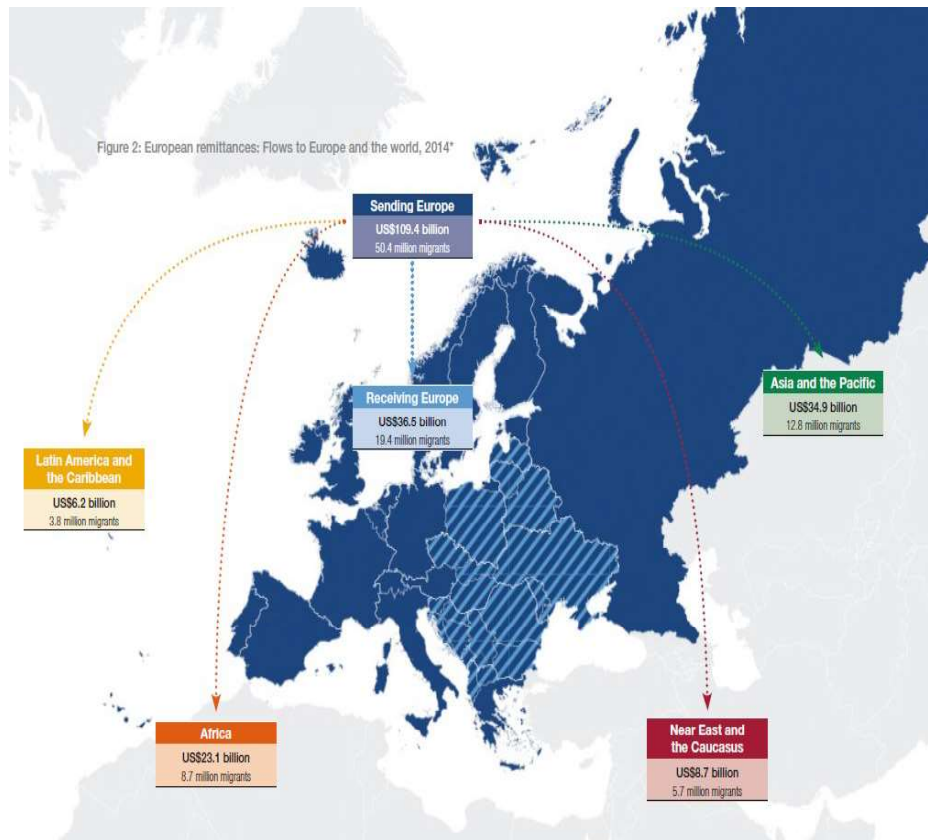 Figure 2: European remittances: Flows to Europe and the world, 2014*
Sending Europe
US$109.4 billion
50.4 million migrants
Receiving Europe
US$36.5 billion
19.4 million migrants
Asia and the Pacific
US$34.9 billion
12.8 million migrants
Latin America and
the Caribbean
US$6.2 billion
3.8 million migrants
Africa
US$23.1 billion
8.7 million migrants
Near East and
the Caucasus
US$8.7 billion
5.7 million migrants